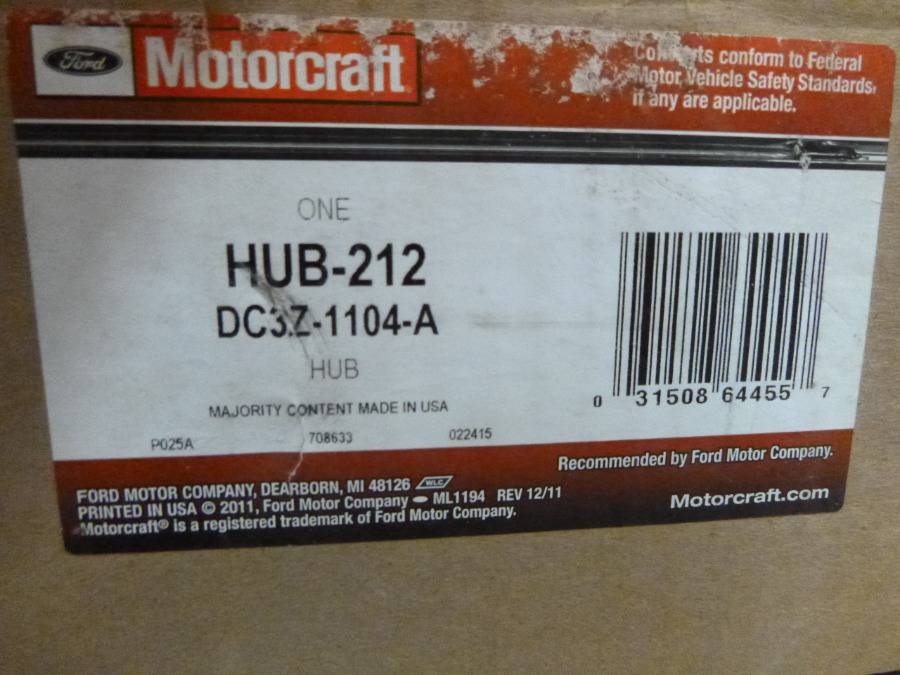 Ford
Motorcraft
conform to Federal
Motor Vehicle Safety Standards,
if any are applicable.
ONE
HUB-212
DC3Z-1104-A
HUB
MAJORITY CONTENT MADE IN USA
P025A 708633 022415
0 31508 64455 7
Recommended by Ford Motor Company.
Motorcraft.com
FORD MOTOR COMPANY, DEARBORN, MI 48126 WLC
PRINTED IN USA © 2011, Ford Motor Company ML1194 REV 12/11
Motorcraft® is a registered trademark of Ford Motor Company.